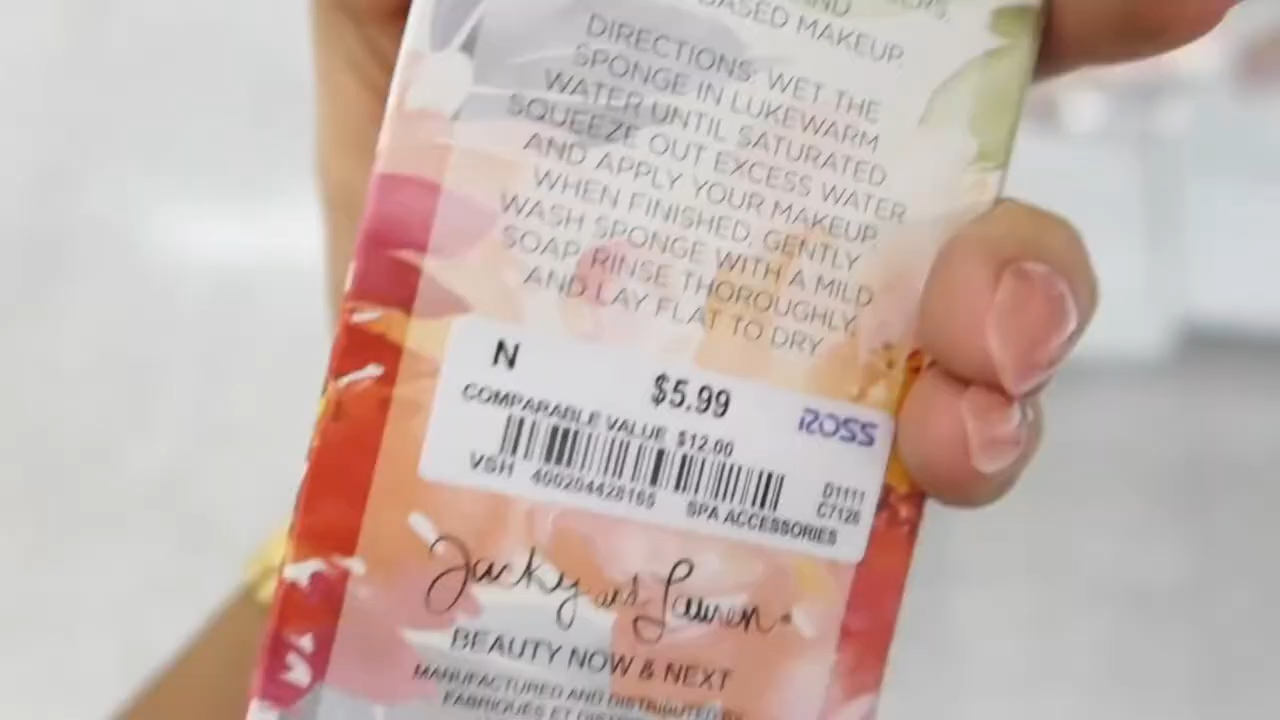 BASED MAKEUP.
DIRECTIONS: WET THE
SPONGE IN LUKEWARM
WATER UNTIL SATURATED
SQUEEZE OUT EXCESS WATER
AND APPLY YOUR MAKEUP.
WHEN FINISHED, GENTLY
WASH SPONGE WITH A MILD
SOAP, RINSE THOROUGHLY,
AND LAY FLAT TO DRY
N
$5.99
ROSS
COMPARABLE VALUE $12.00
D1111
VSH 400204428165 C7126
SPA ACCESSORIES
Jacky and Lauren
BEAUTY NOW & NEXT
MANUFACTURED AND DISTRIBUTED BY
FABRIQUES ET